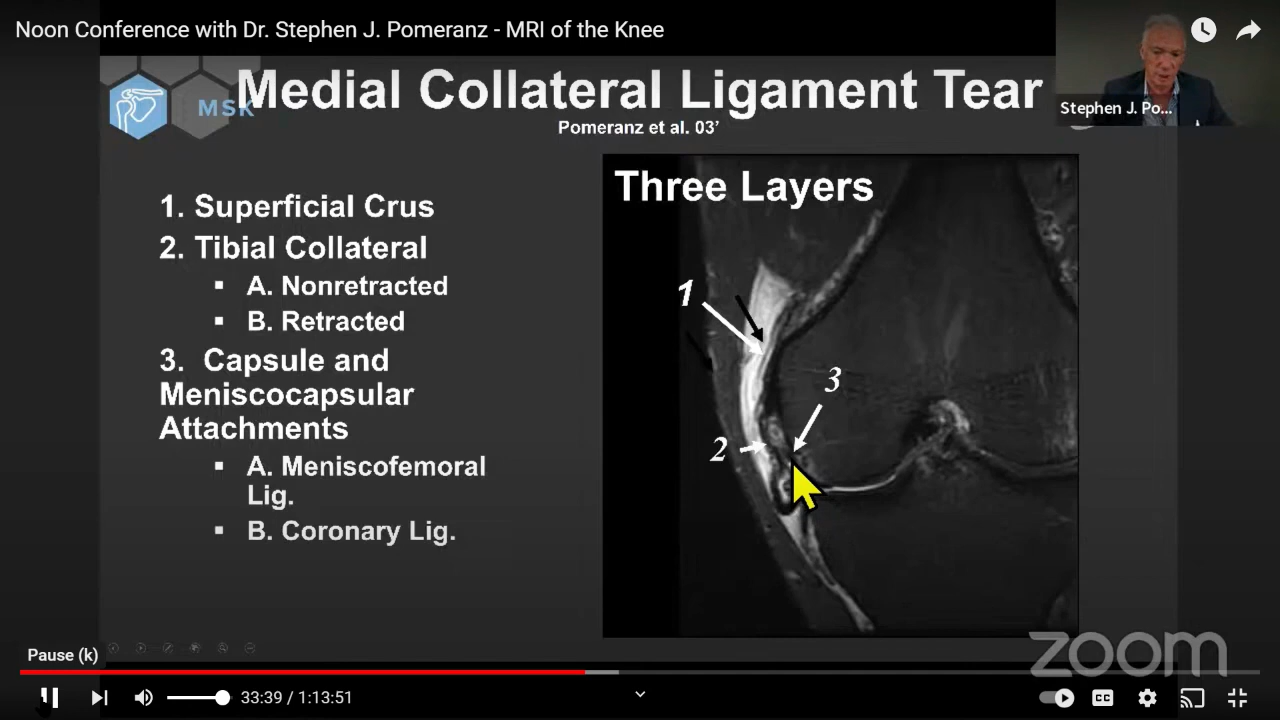 Noon Conference with Dr. Stephen J. Pomeranz - MRI of the Knee
MSK
Medial Collateral Ligament Tear
Pomeranz et al. 03’
Stephen J. Po...
1. Superficial Crus
2. Tibial Collateral
▪ A. Nonretracted
▪ B. Retracted
3. Capsule and
Meniscocapsular
Attachments
▪ A. Meniscofemoral
Lig.
▪ B. Coronary Lig.
Three Layers
1
3
2
zoom
Pause (k)
33:39 / 1:13:51
CC